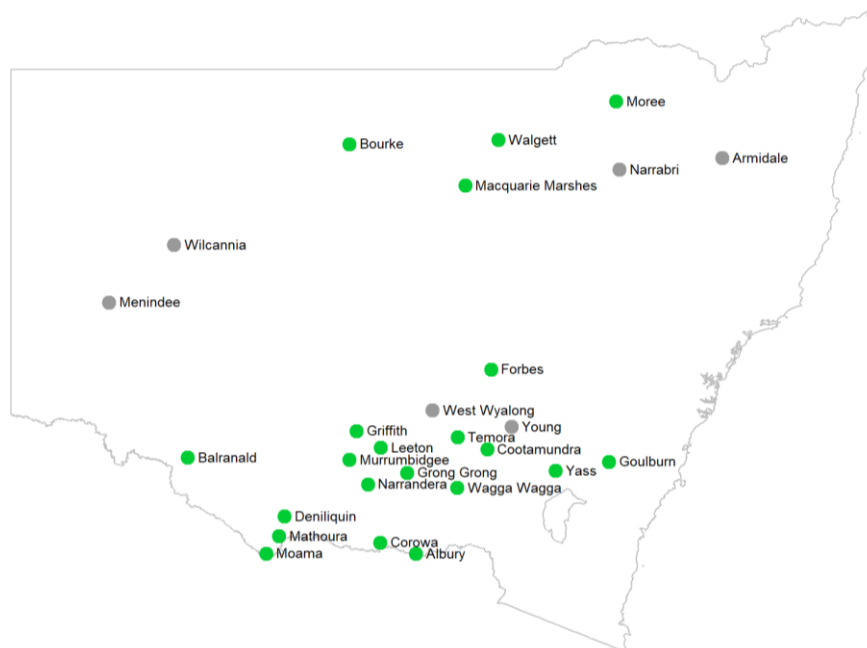 Moree
Bourke
Walgett
Armidale
Narrabri
Macquarie Marshes
Wilcannia
Menindee
Forbes
West Wyalong
Young
Griffith
Temora
Leeton
Cootamundra
Balranald
Murrumbidgee
Goulburn
Grong Grong
Yass
Narrandera
Wagga Wagga
Deniliquin
Mathoura
Corowa
Moama
Albury